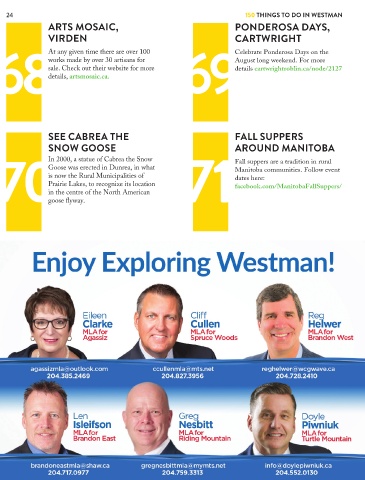 24
150 THINGS TO DO IN WESTMAN
68
ARTS MOSAIC,
VIRDEN
At any given time there are over 100
works made by over 30 artisans for
sale. Check out their website for more
details, artsmosaic.ca.
69
PONDEROSA DAYS,
CARTWRIGHT
Celebrate Ponderosa Days on the
August long weekend. For more
details cartwrightroblin.ca/node/2127
70
SEE CABREA THE
SNOW GOOSE
In 2000, a statue of Cabrea the Snow
Goose was erected in Dunrea, in what
is now the Rural Municipalities of
Prairie Lakes, to recognize its location
in the centre of the North American
goose flyway.
71
FALL SUPPERS
AROUND MANITOBA
Fall suppers are a tradition in rural
Manitoba communities. Follow event
dates here:
facebook.com/ManitobaFallSuppers/
Enjoy Exploring Westman!
Eileen
Clarke
MLA for
Agassiz
agassizmla@outlook.com
204.385.2469
Cliff
Cullen
MLA for
Spruce Woods
ccullenmla@mts.net
204.827.3956
Reg
Helwer
MLA for
Brandon West
reghelwer@wcgwave.ca
204.728.2410
Len
Isleifson
MLA for
Brandon East
brandoneastmla@shaw.ca
204.717.0977
Greg
Nesbitt
MLA for
Riding Mountain
gregnesbittmla@mymts.net
204.759.3313
Doyle
Piwniuk
MLA for
Turtle Mountain
info@doylepiwniuk.ca
204.552.0130